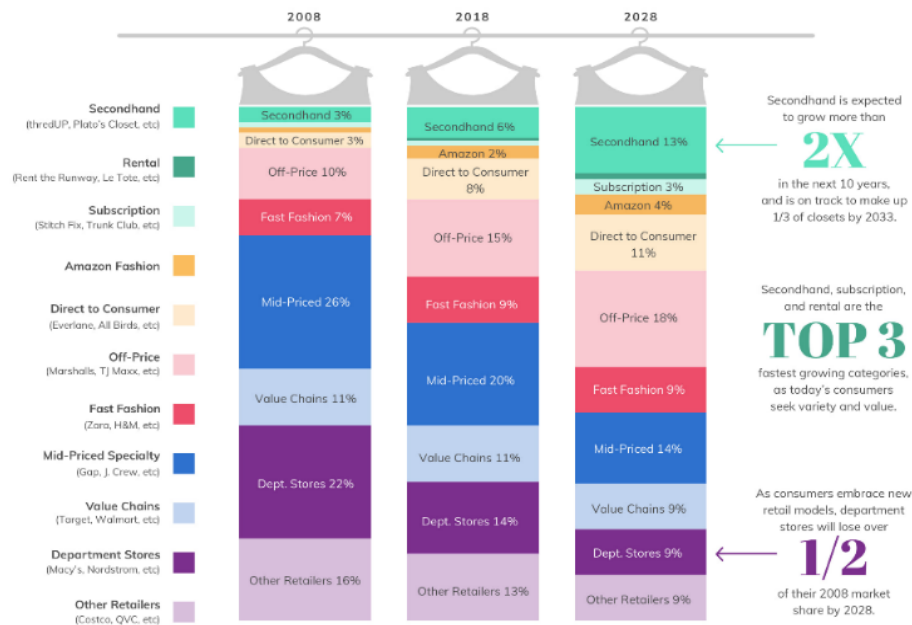 2008
2018
2028
Secondhand
(thredUP, Plato's Closet, etc)
Rental
(Rent the Runway, Le Tote, etc)
Subscription
(Stitch Fix, Trunk Club, etc)
Amazon Fashion
Direct to Consumer
(Everlane, All Birds, etc)
Off-Price
(Marshalls, TJ Maxx, etc)
Fast Fashion
(Zara, H&M, etc)
Mid-Priced Specialty
(Gap, J. Crew, etc)
Value Chains
(Target, Walmart, etc)
Department Stores
(Macy's, Nordstrom, etc)
Other Retailers
(Costco, QVC, etc)
Secondhand 3%
Direct to Consumer 3%
Off-Price 10%
Fast Fashion 7%
Mid-Priced 26%
Value Chains 11%
Dept. Stores 22%
Other Retailers 16%
Secondhand 6%
Amazon 2%
Direct to Consumer
8%
Off-Price 15%
Fast Fashion 9%
Mid-Priced 20%
Value Chains 11%
Dept. Stores 14%
Other Retailers 13%
Secondhand 13%
Subscription 3%
Amazon 4%
Direct to Consumer
11%
Off-Price 18%
Fast Fashion 9%
Mid-Priced 14%
Value Chains 9%
Dept. Stores 9%
Other Retailers 9%
Secondhand is expected
to grow more than
2X
in the next 10 years,
and is on track to make up
1/3 of closets by 2033.
Secondhand, subscription,
and rental are the
TOP 3
fastest growing categories,
as today's consumers
seek variety and value.
As consumers embrace new
retail models, department
stores will lose over
1/2
of their 2008 market
share by 2028.